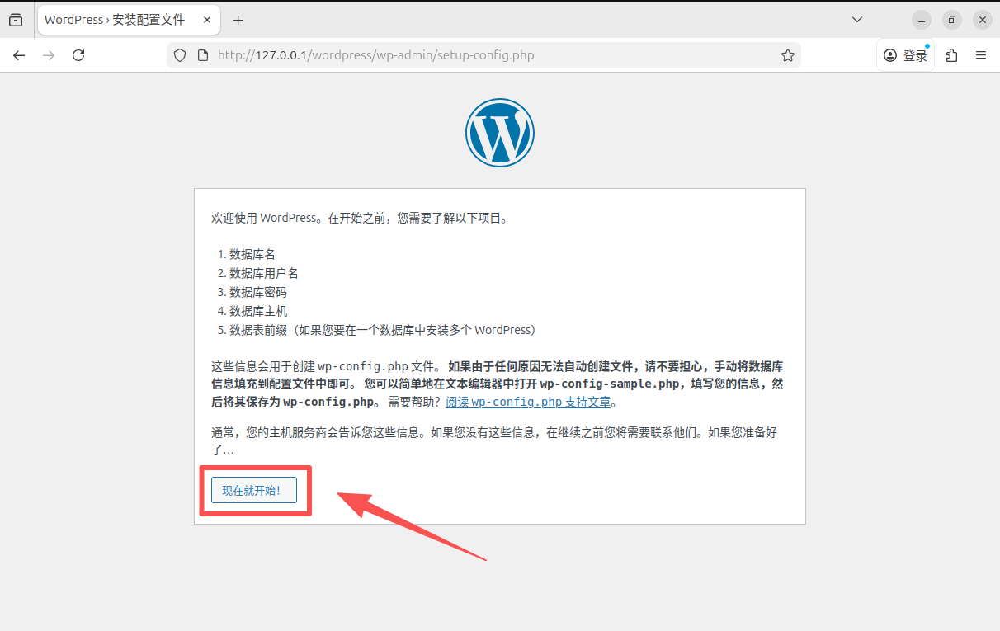 WordPress › 安装配置文件
http://127.0.0.1/wordpress/wp-admin/setup-config.php
登录
欢迎使用 WordPress。在开始之前，您需要了解以下项目。
1. 数据库名
2. 数据库用户名
3. 数据库密码
4. 数据库主机
5. 数据表前缀（如果您要在一个数据库中安装多个 WordPress）
这些信息会用于创建 wp-config.php 文件。 如果由于任何原因无法自动创建文件，请不要担心，手动将数据库
信息填充到配置文件中即可。 您可以简单地在文本编辑器中打开 wp-config-sample.php，填写您的信息，然
后将其保存为 wp-config.php。 需要帮助？阅读 wp-config.php 支持文章。
通常，您的主机服务商会告诉您这些信息。如果您没有这些信息，在继续之前您将需要联系他们。如果您准备好
了…
现在就开始！